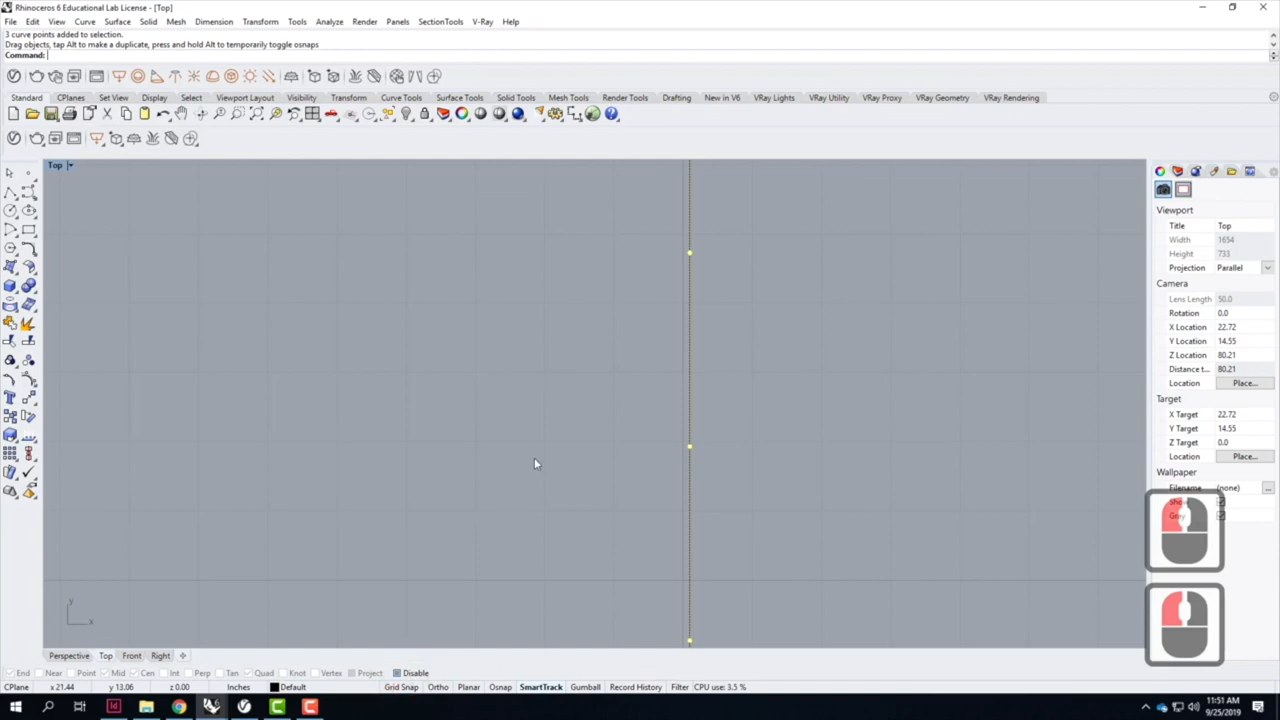 Rhinoceros 6 Educational Lab License - [Top]
File Edit View Curve Surface Solid Mesh Dimension Transform Tools Analyze Render Panels SectionTools V-Ray Help
3 curve points added to selection.
Drag objects, tap Alt to make a duplicate, press and hold Alt to temporarily toggle osnaps
Command:
Standard CPlanes Set View Display Select Viewport Layout Visibility Transform Curve Tools Surface Tools Solid Tools Mesh Tools Render Tools Drafting New in V6 VRay Lights VRay Utility VRay Proxy VRay Geometry VRay Rendering
Top
Viewport
Title Top
Width 1654
Height 733
Projection Parallel
Camera
Lens Length 50.0
Rotation 0.0
X Location 22.72
Y Location 14.55
Z Location 80.21
Distance t... 80.21
Location Place...
Target
X Target 22.72
Y Target 14.55
Z Target 0.0
Location Place...
Wallpaper
Filename (none) ...
Show
Gray
y
x
Perspective Top Front Right
End Near Point Mid Cen Int Perp Tan Quad Knot Vertex Project Disable
CPlane x 21.44 y 13.06 z 0.00 Inches Default Grid Snap Ortho Planar Osnap SmartTrack Gumball Record History Filter CPU use: 3.5 %
Id
11:51 AM
9/25/2019